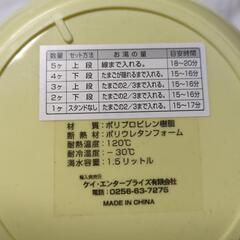 数量 セット方法 お湯の量 目安時間
5ヶ 上段 線まで入れる。 18～20分
4ヶ 下段 たまごが隠れるまで入れる。 15～16分
3ヶ 下段 たまごの2/3まで入れる。 15～16分
2ヶ 下段 たまごの2/3まで入れる。 15～16分
1ヶ スタンドなし たまごの2/3まで入れる。 15～17分
材質：ポリプロピレン樹脂
断熱材：ポリウレタンフォーム
耐熱温度：120℃
耐冷温度：－30℃
満水容量：1.5リットル
輸入発売元
ケイ・エンタープライズ有限会社
電話：0256-63-7275
MADE IN CHINA